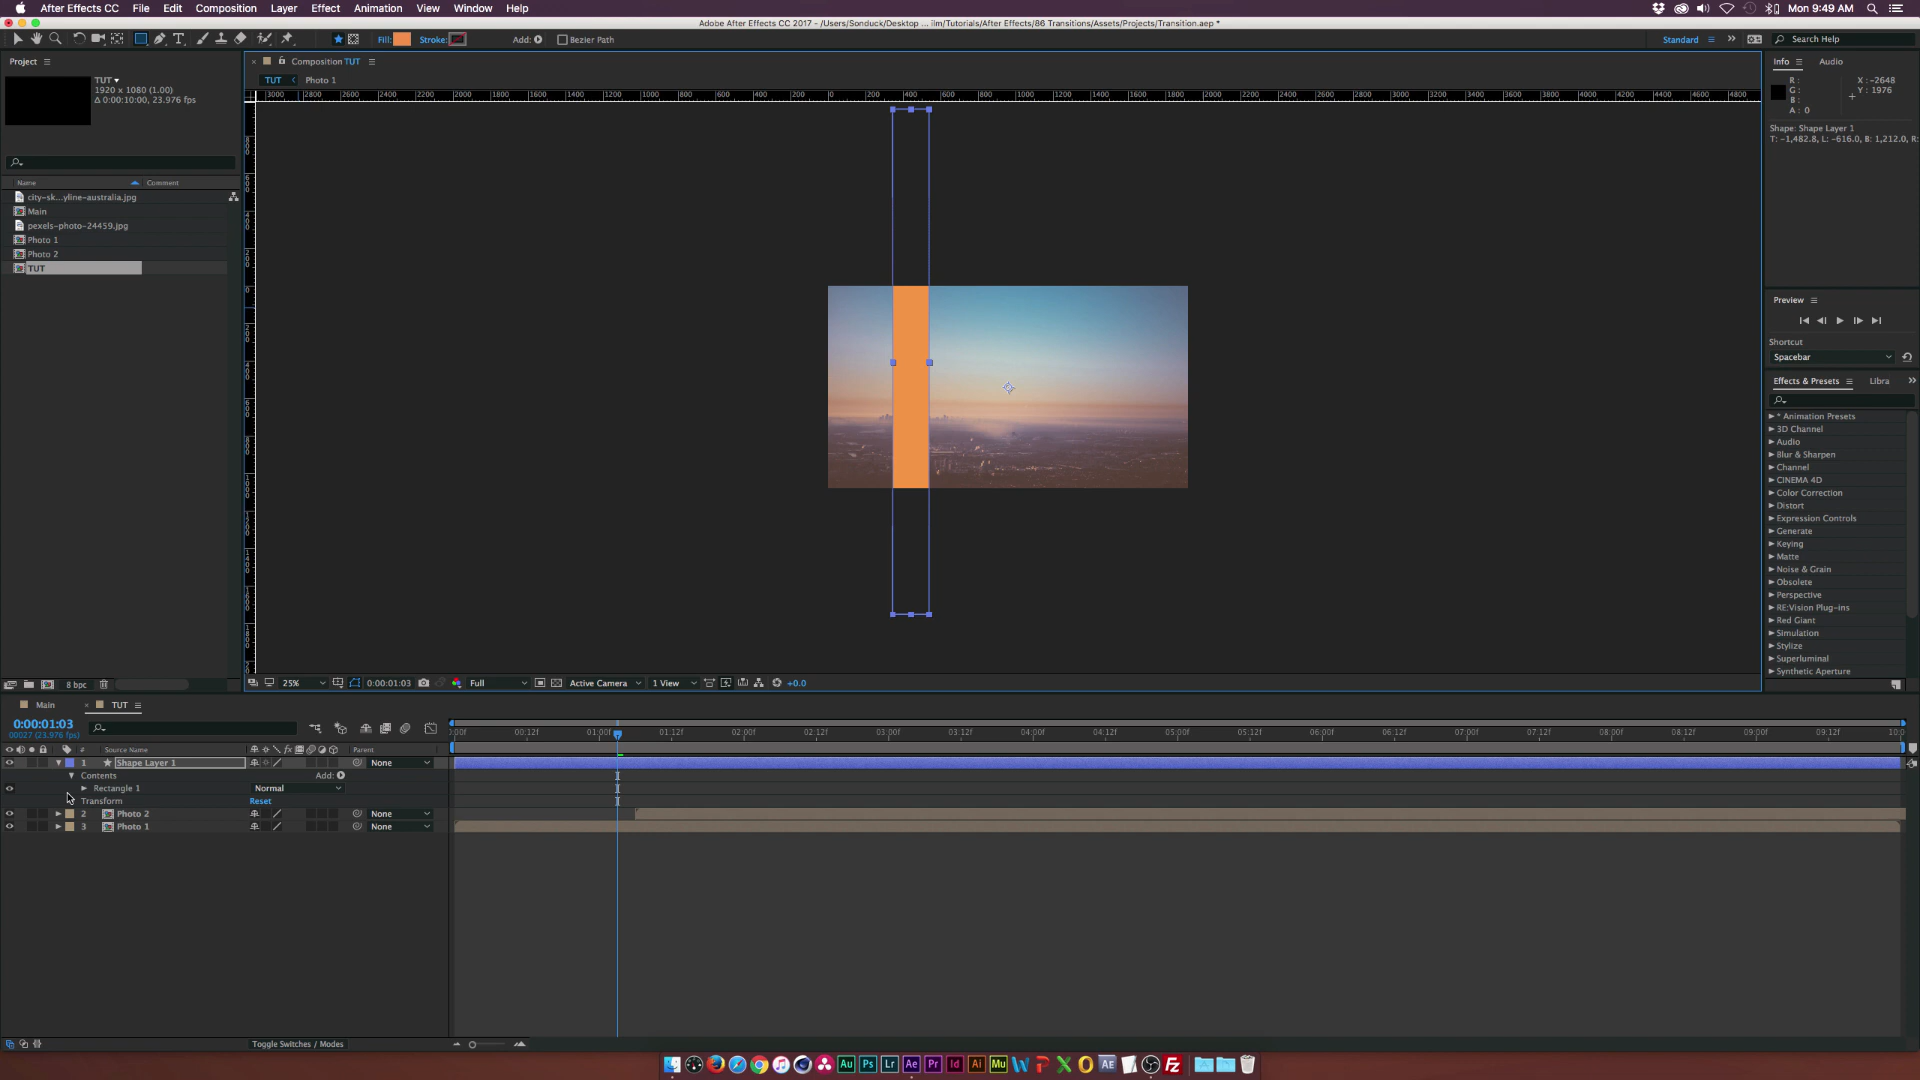 After Effects CC File Edit Composition Layer Effect Animation View Window Help
Mon 9:49 AM
Adobe After Effects CC 2017 - /Users/Sonduck/Desktop ... ilm/Tutorials/After Effects/86 Transitions/Assets/Projects/Transition.aep *
Fill: Stroke: Add: Bezier Path
Standard
Search Help
Project
TUT
1920 x 1080 (1.00)
Δ 0:00:10:00, 23.976 fps
Name Comment
city-sk...yline-australia.jpg
Main
pexels-photo-24459.jpg
Photo 1
Photo 2
TUT
8 bpc
Composition TUT
TUT Photo 1
25% 0:00:01:03 Full Active Camera 1 View +0.0
Info Audio
R :
G :
B :
A : 0
X : -2648
Y : 1976
Shape: Shape Layer 1
T: -1,482.8, L: -616.0, B: 1,212.0, R:
Preview
Shortcut
Spacebar
Effects & Presets Libra
* Animation Presets
3D Channel
Audio
Blur & Sharpen
Channel
CINEMA 4D
Color Correction
Distort
Expression Controls
Generate
Keying
Matte
Noise & Grain
Obsolete
Perspective
RE:Vision Plug-ins
Red Giant
Simulation
Stylize
Superluminal
Synthetic Aperture
Main TUT
0:00:01:03
00027 (23.976 fps)
:00f 00:12f 01:00f 01:12f 02:00f 02:12f 03:00f 03:12f 04:00f 04:12f 05:00f 05:12f 06:00f 06:12f 07:00f 07:12f 08:00f 08:12f 09:00f 09:12f 10:0
# Source Name Parent
1 Shape Layer 1 None
Contents Add:
Rectangle 1 Normal
Transform Reset
2 Photo 2 None
3 Photo 1 None
Toggle Switches / Modes